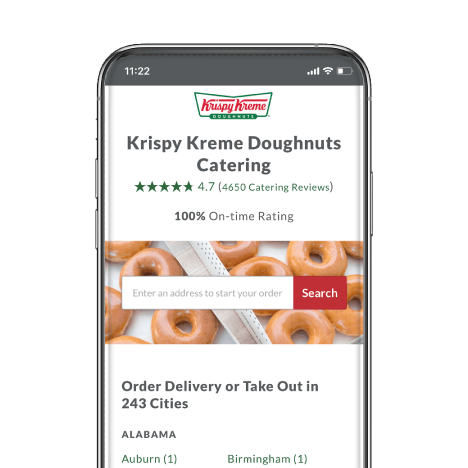 11:22
Krispy Kreme
DOUGHNUTS
Krispy Kreme Doughnuts
Catering
4.7 (4650 Catering Reviews)
100% On-time Rating
Enter an address to start your order
Search
Order Delivery or Take Out in
243 Cities
ALABAMA
Auburn (1) Birmingham (1)